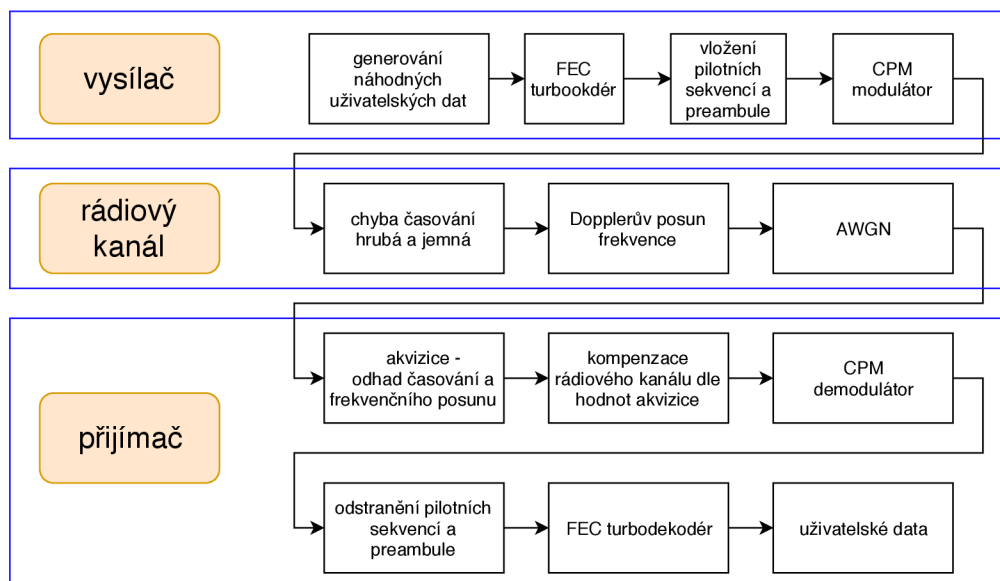 vysílač
generování
náhodných
uživatelských dat
FEC
turbookdér
vložení
pilotních
sekvencí a
preambule
CPM
modulátor
rádiový
kanál
chyba časování
hrubá a jemná
Dopplerův posun
frekvence
AWGN
přijímač
akvizice -
odhad časování a
frekvenčního posunu
kompenzace
rádiového kanálu dle
hodnot akvizice
CPM
demodulátor
odstranění pilotních
sekvencí a
preambule
FEC turbodekodér
uživatelské data